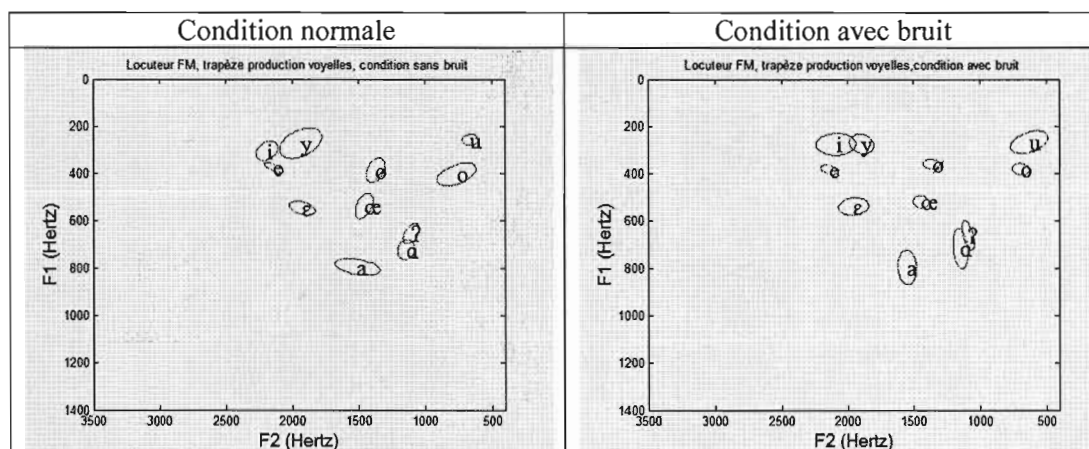 Condition normale
Condition avec bruit
Locuteur FM, trapèze production voyelles, condition sans bruit
0
200
400
600
800
1000
1200
1400
3500
3000
2500
2000
1500
1000
500
F1 (Hertz)
F2 (Hertz)
i
y
e
u
ø
o
ɛ
œ
?
ɑ
a
Locuteur FM, trapèze production voyelles,condition avec bruit
0
200
400
600
800
1000
1200
1400
3500
3000
2500
2000
1500
1000
500
F1 (Hertz)
F2 (Hertz)
i
y
u
e
ø
o
ɛ
œ
?
ɑ
a